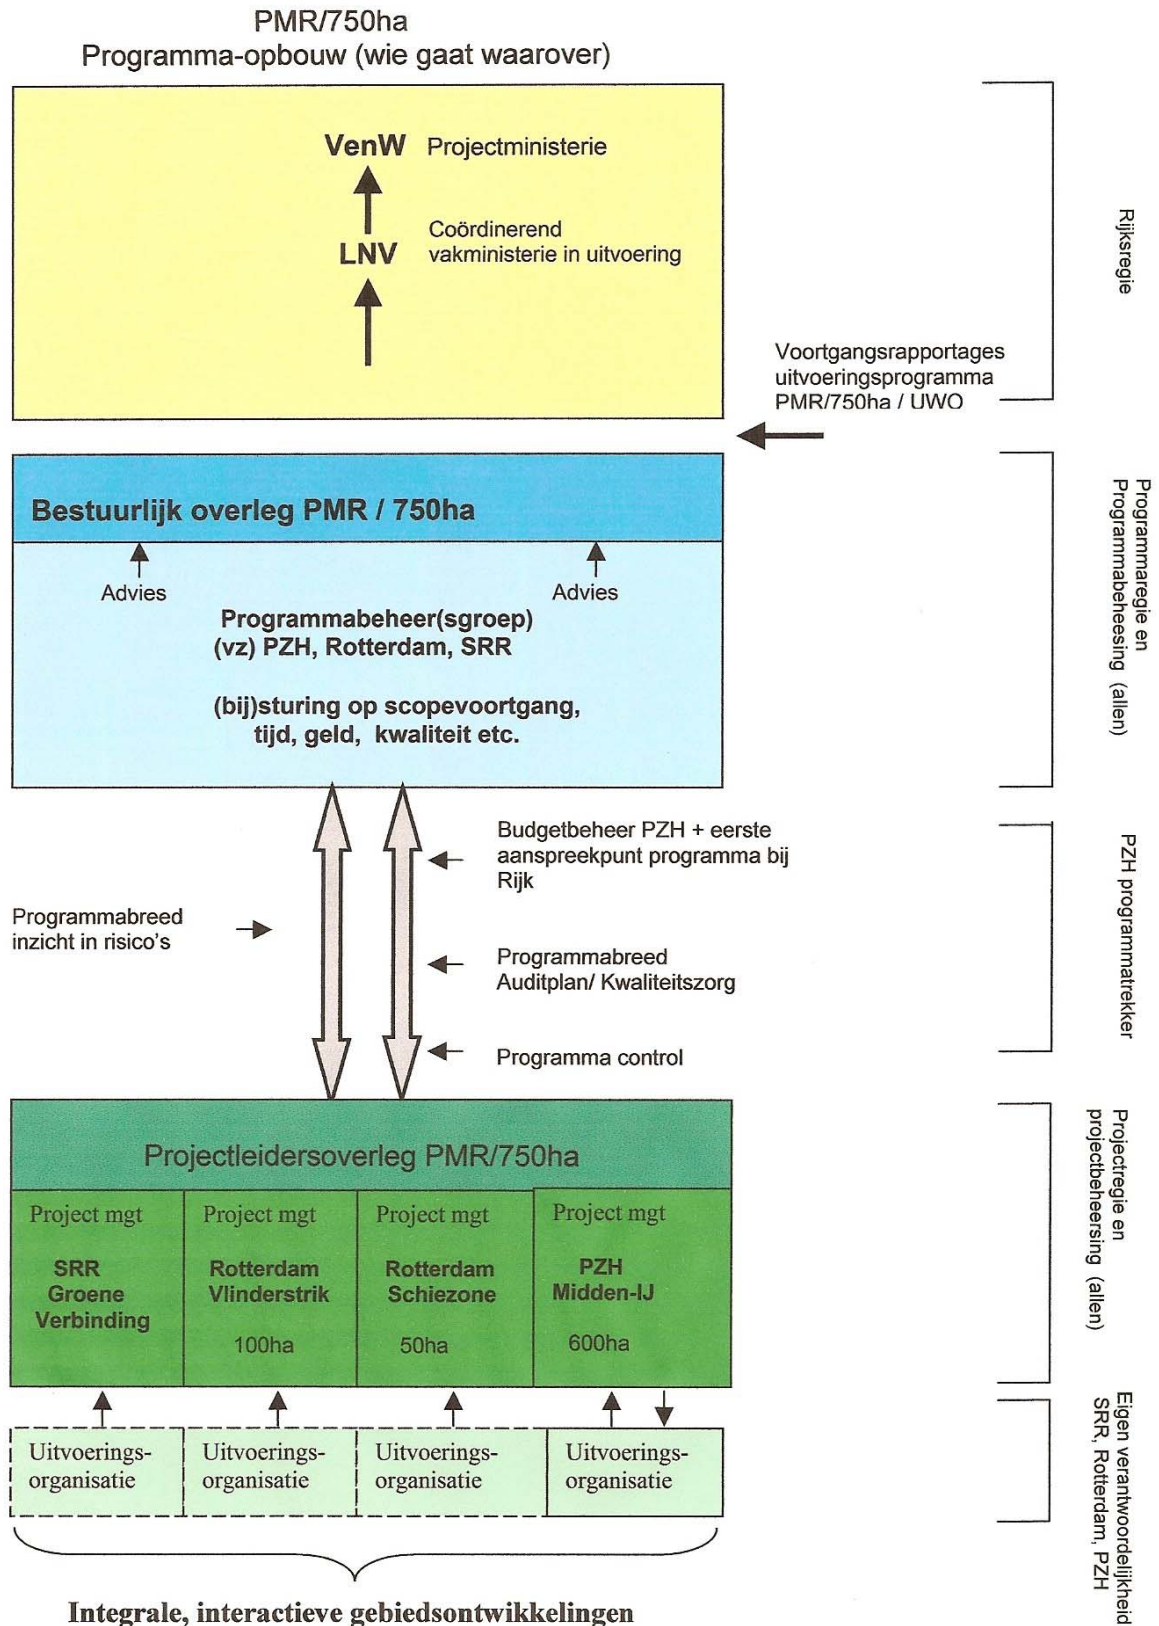 PMR/750ha
Programma-opbouw (wie gaat waarover)
VenW Projectministerie
Coördinerend
LNV vakministerie in uitvoering
Rijksregie
Voortgangsrapportages
uitvoeringsprogramma
PMR/750ha / UWO
Bestuurlijk overleg PMR / 750ha
Advies Advies
Programmabeheer(sgroep)
(vz) PZH, Rotterdam, SRR
(bij)sturing op scopevoortgang,
tijd, geld, kwaliteit etc.
Programmaregie en
Programmabeheesing (allen)
Budgetbeheer PZH + eerste
aanspreekpunt programma bij
Rijk
Programmabreed
inzicht in risico's
Programmabreed
Auditplan/ Kwaliteitszorg
Programma control
PZH programmatrekker
Projectleidersoverleg PMR/750ha
Project mgt
SRR
Groene
Verbinding
Project mgt
Rotterdam
Vlinderstrik
100ha
Project mgt
Rotterdam
Schiezone
50ha
Project mgt
PZH
Midden-IJ
600ha
Projectregie en
projectbeheersing (allen)
Uitvoerings-
organisatie
Uitvoerings-
organisatie
Uitvoerings-
organisatie
Uitvoerings-
organisatie
Eigen verantwoordelijkheid
SRR, Rotterdam, PZH
Integrale, interactieve gebiedsontwikkelingen